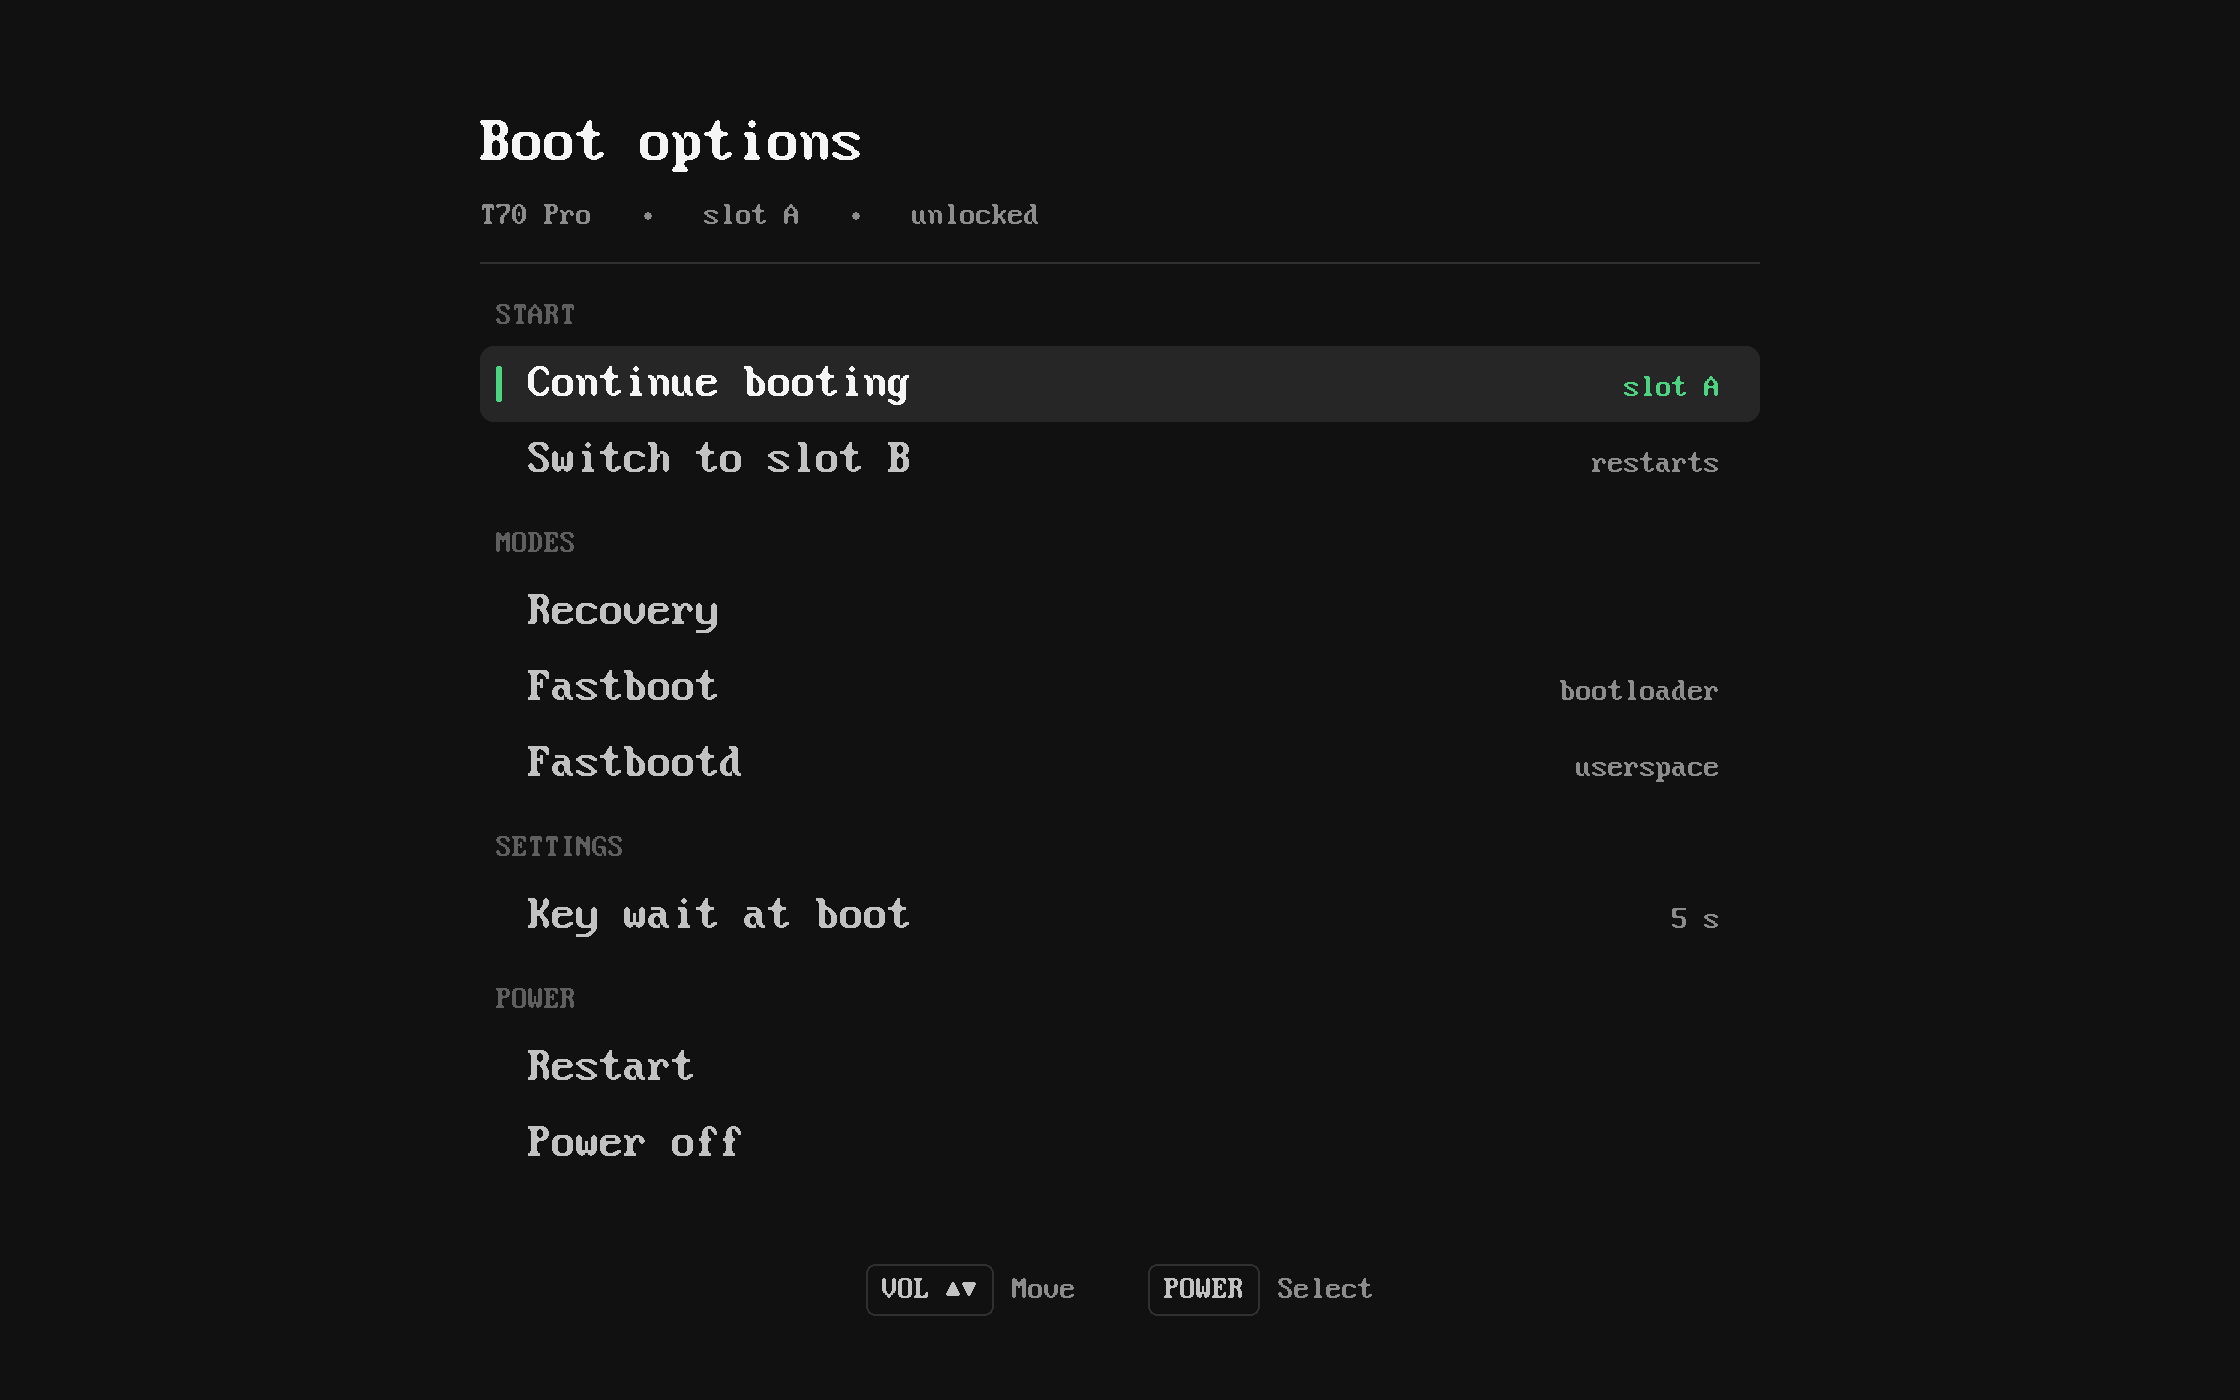 Boot options
T70 Pro • slot A • unlocked
START
Continue booting slot A
Switch to slot B restarts
MODES
Recovery
Fastboot bootloader
Fastbootd userspace
SETTINGS
Key wait at boot 5 s
POWER
Restart
Power off
VOL ▲▼ Move POWER Select